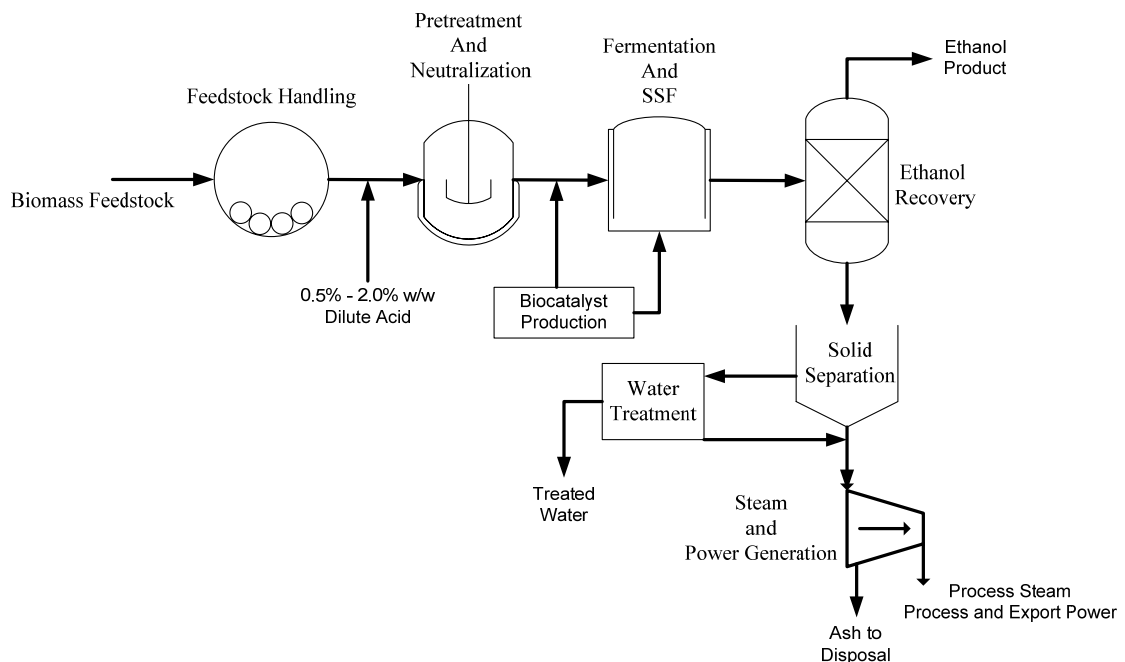 Pretreatment
And
Neutralization
Fermentation
And
SSF
Ethanol
Product
Feedstock Handling
Biomass Feedstock
Ethanol
Recovery
0.5% - 2.0% w/w
Dilute Acid
Biocatalyst
Production
Solid
Separation
Water
Treatment
Treated
Water
Steam
and
Power Generation
Process Steam
Process and Export Power
Ash to
Disposal